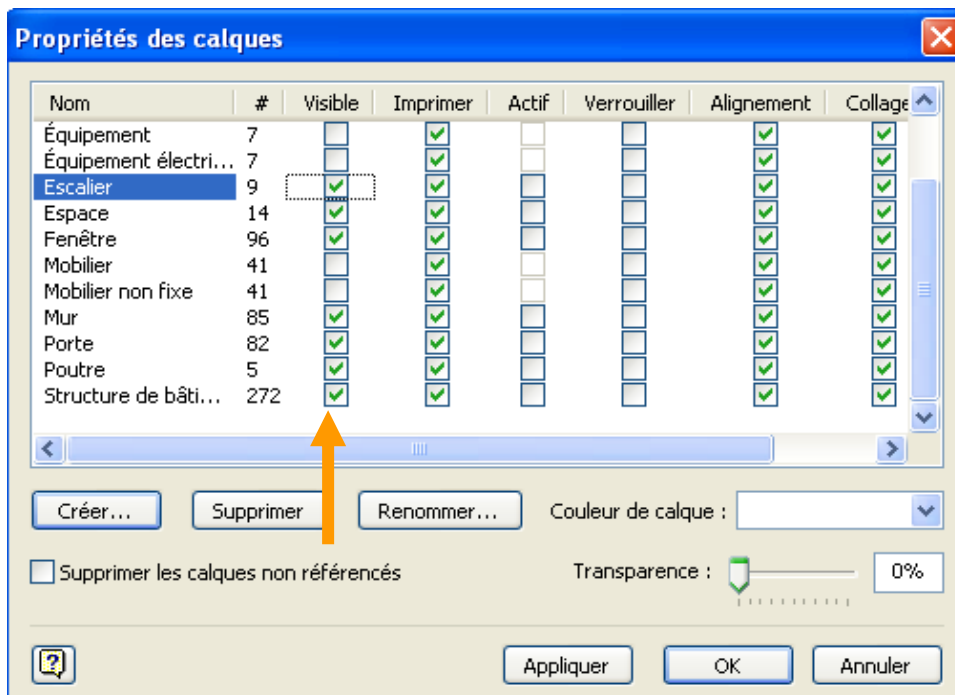 Propriétés des calques
Nom # Visible Imprimer Actif Verrouiller Alignement Collage
Équipement 7
Équipement électri... 7
Escalier 9
Espace 14
Fenêtre 96
Mobilier 41
Mobilier non fixe 41
Mur 85
Porte 82
Poutre 5
Structure de bâti... 272
Créer... Supprimer Renommer... Couleur de calque :
Supprimer les calques non référencés Transparence : 0%
Appliquer OK Annuler